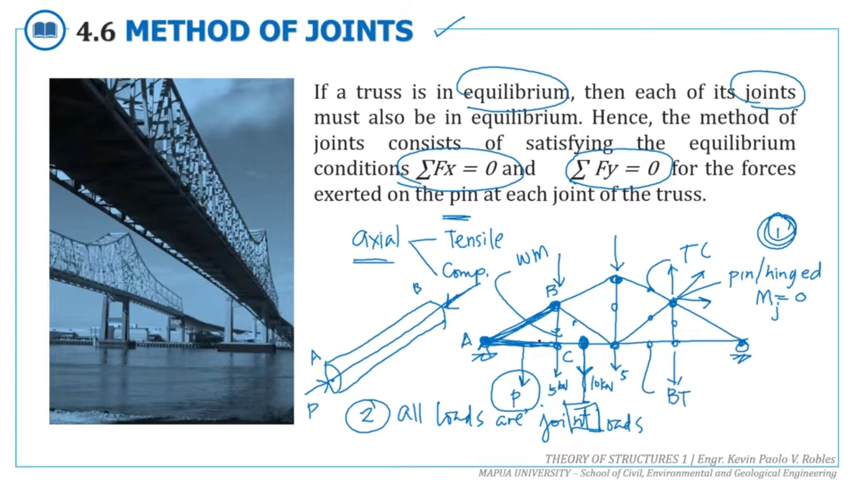 4.6 METHOD OF JOINTS
If a truss is in equilibrium, then each of its joints
must also be in equilibrium. Hence, the method of
joints consists of satisfying the equilibrium
conditions ∑Fx = 0 and ∑ Fy = 0 for the forces
exerted on the pin at each joint of the truss.
axial
Tensile
Comp.
B
A
P
WM
B
A
C
P
5kN
10kN
5
BT
TC
1
pin/hinged
Mj = 0
2 all loads are joint loads
THEORY OF STRUCTURES 1 | Engr. Kevin Paolo V. Robles
MAPUA UNIVERSITY – School of Civil, Environmental and Geological Engineering